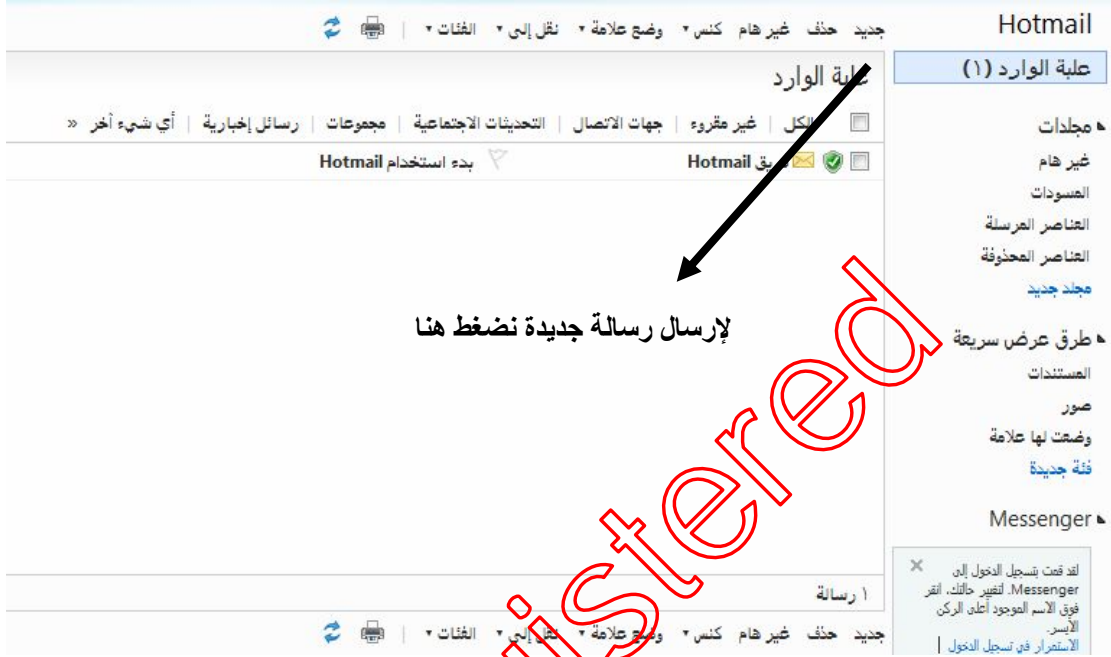 Hotmail
جديد حذف غير هام كنس وضع علامة نقل إلى الفئات
علبة الوارد (١)
علبة الوارد
الكل | غير مقروء | جهات الاتصال | التحديثات الاجتماعية | مجموعات | رسائل إخبارية | أي شيء آخر »
فريق Hotmail بدء استخدام Hotmail
مجلدات
غير هام
المسودات
العناصر المرسلة
العناصر المحذوفة
مجلد جديد
لإرسال رسالة جديدة نضغط هنا
طرق عرض سريعة
المستندات
صور
وضعت لها علامة
فئة جديدة
Messenger
لقد قمت بتسجيل الدخول إلى
Messenger. لتغيير حالتك، انقر
فوق الاسم الموجود أعلى الركن
الأيسر.
الاستمرار في تسجيل الدخول
١ رسالة
جديد حذف غير هام كنس وضع علامة نقل إلى الفئات
istered